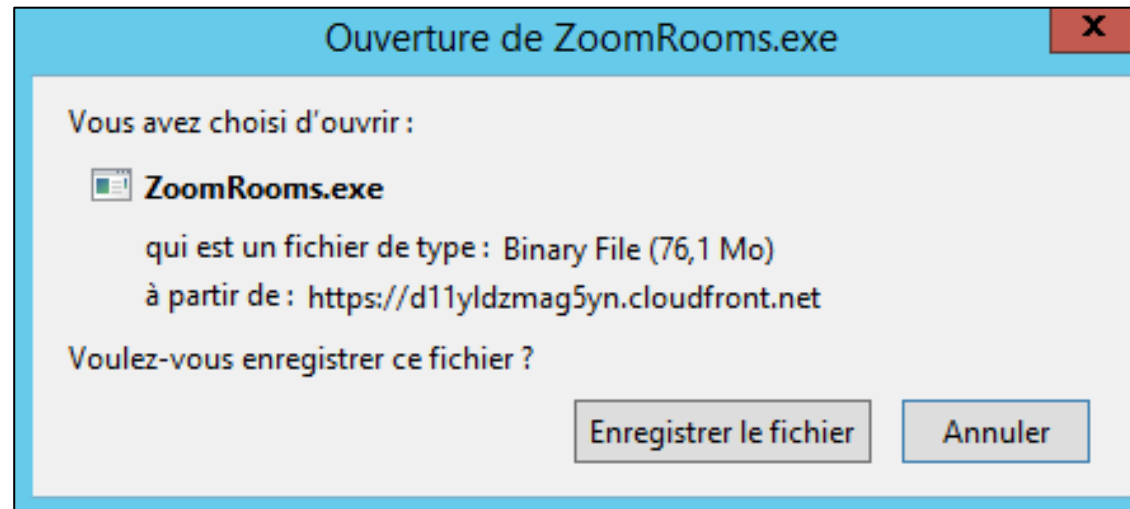 Ouverture de ZoomRooms.exe
x
Vous avez choisi d'ouvrir :
ZoomRooms.exe
qui est un fichier de type : Binary File (76,1 Mo)
à partir de : https://d11yldzmag5yn.cloudfront.net
Voulez-vous enregistrer ce fichier ?
Enregistrer le fichier Annuler